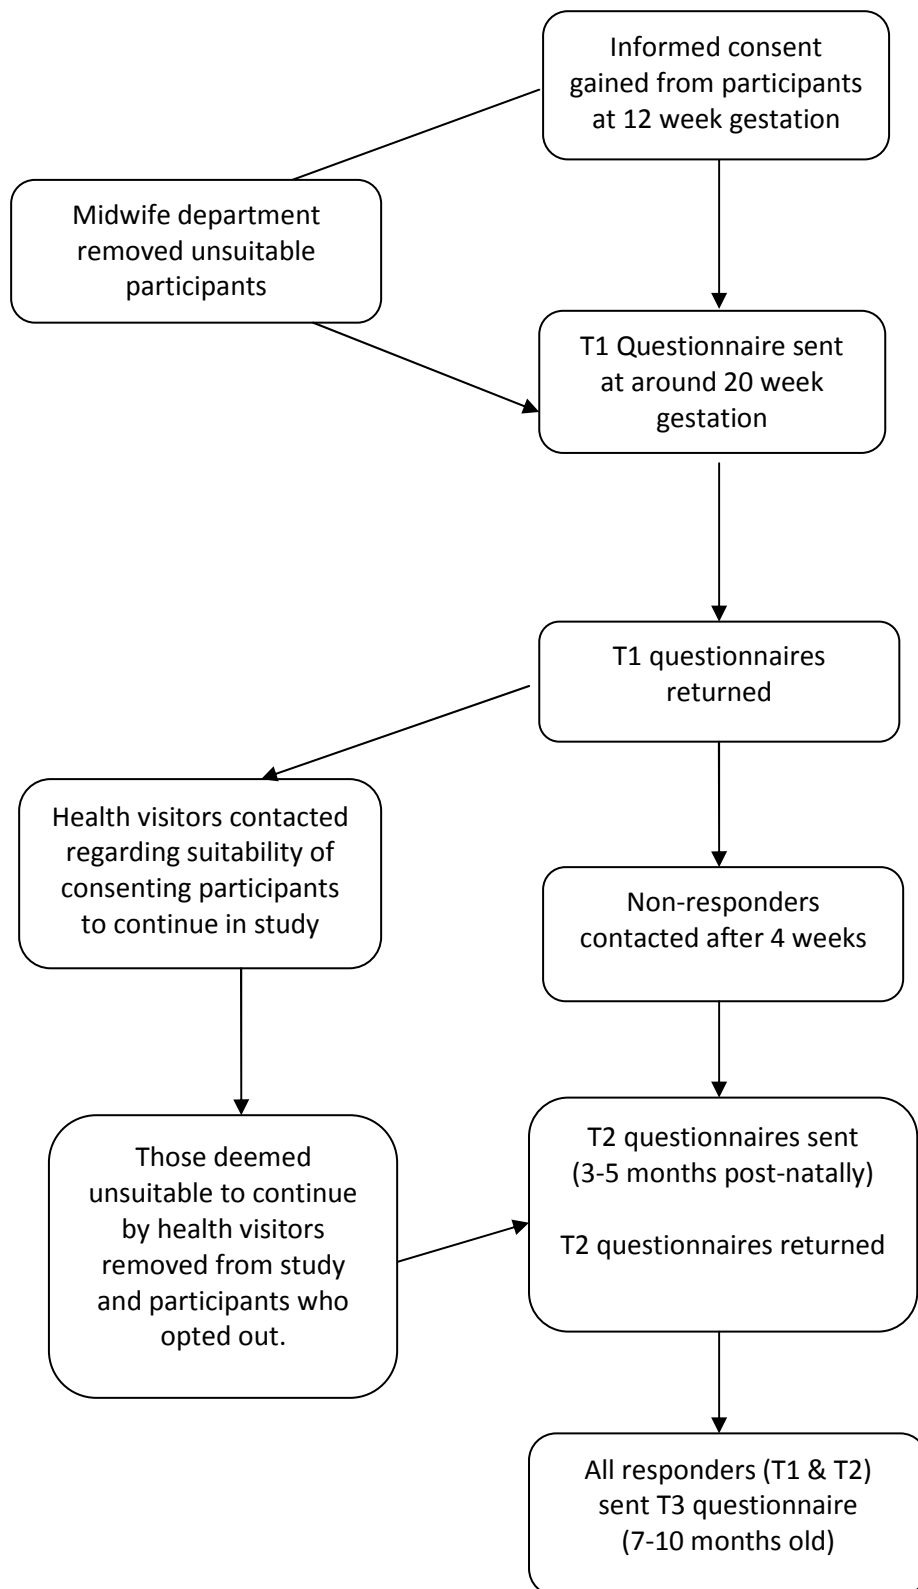 Informed consent
gained from participants
at 12 week gestation
Midwife department
removed unsuitable
participants
T1 Questionnaire sent
at around 20 week
gestation
T1 questionnaires
returned
Health visitors contacted
regarding suitability of
consenting participants
to continue in study
Non-responders
contacted after 4 weeks
Those deemed
unsuitable to continue
by health visitors
removed from study
and participants who
opted out.
T2 questionnaires sent
(3-5 months post-natally)
T2 questionnaires returned
All responders (T1 & T2)
sent T3 questionnaire
(7-10 months old)